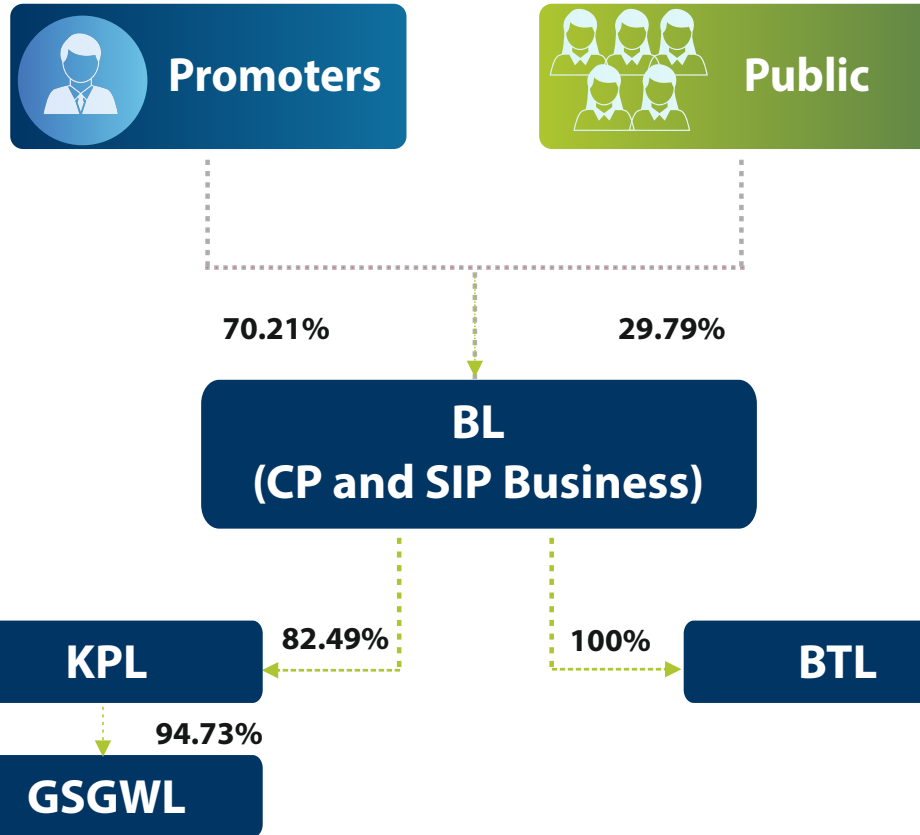 Promoters
Public
70.21%
29.79%
BL
(CP and SIP Business)
82.49%
100%
KPL
BTL
94.73%
GSGWL